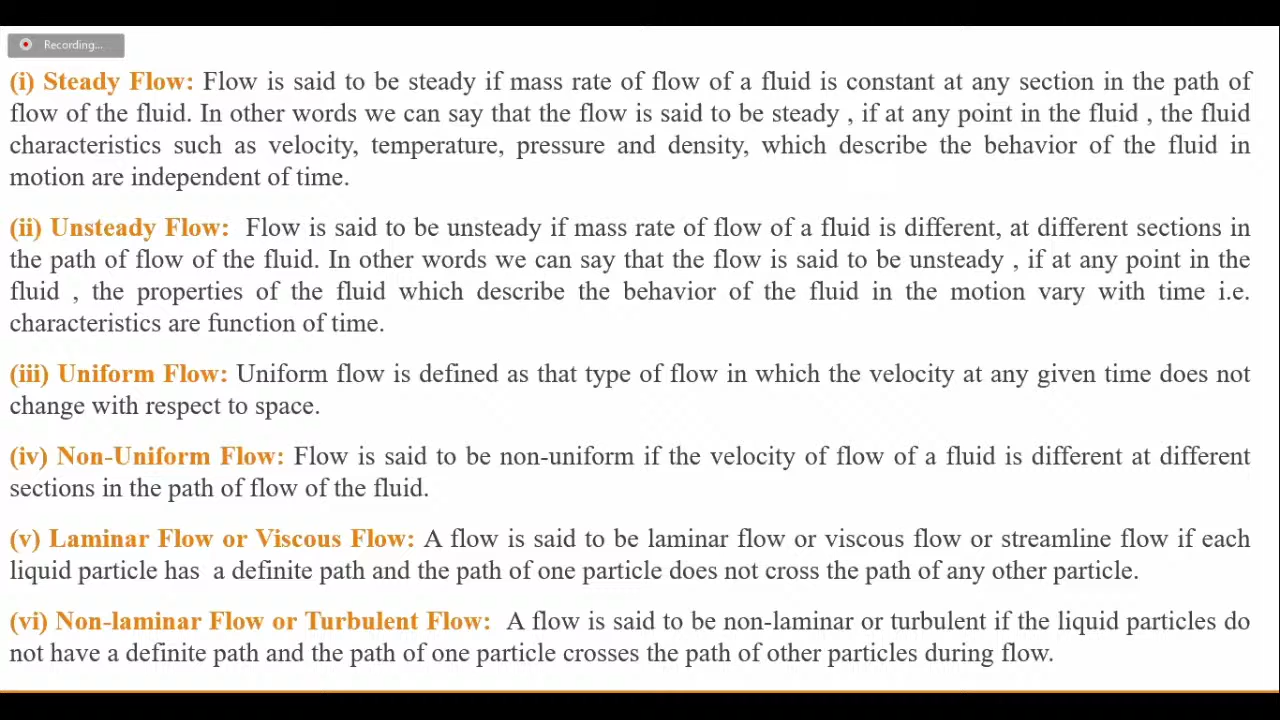 Recording...
(i) Steady Flow: Flow is said to be steady if mass rate of flow of a fluid is constant at any section in the path of
flow of the fluid. In other words we can say that the flow is said to be steady , if at any point in the fluid , the fluid
characteristics such as velocity, temperature, pressure and density, which describe the behavior of the fluid in
motion are independent of time.
(ii) Unsteady Flow: Flow is said to be unsteady if mass rate of flow of a fluid is different, at different sections in
the path of flow of the fluid. In other words we can say that the flow is said to be unsteady , if at any point in the
fluid , the properties of the fluid which describe the behavior of the fluid in the motion vary with time i.e.
characteristics are function of time.
(iii) Uniform Flow: Uniform flow is defined as that type of flow in which the velocity at any given time does not
change with respect to space.
(iv) Non-Uniform Flow: Flow is said to be non-uniform if the velocity of flow of a fluid is different at different
sections in the path of flow of the fluid.
(v) Laminar Flow or Viscous Flow: A flow is said to be laminar flow or viscous flow or streamline flow if each
liquid particle has a definite path and the path of one particle does not cross the path of any other particle.
(vi) Non-laminar Flow or Turbulent Flow: A flow is said to be non-laminar or turbulent if the liquid particles do
not have a definite path and the path of one particle crosses the path of other particles during flow.